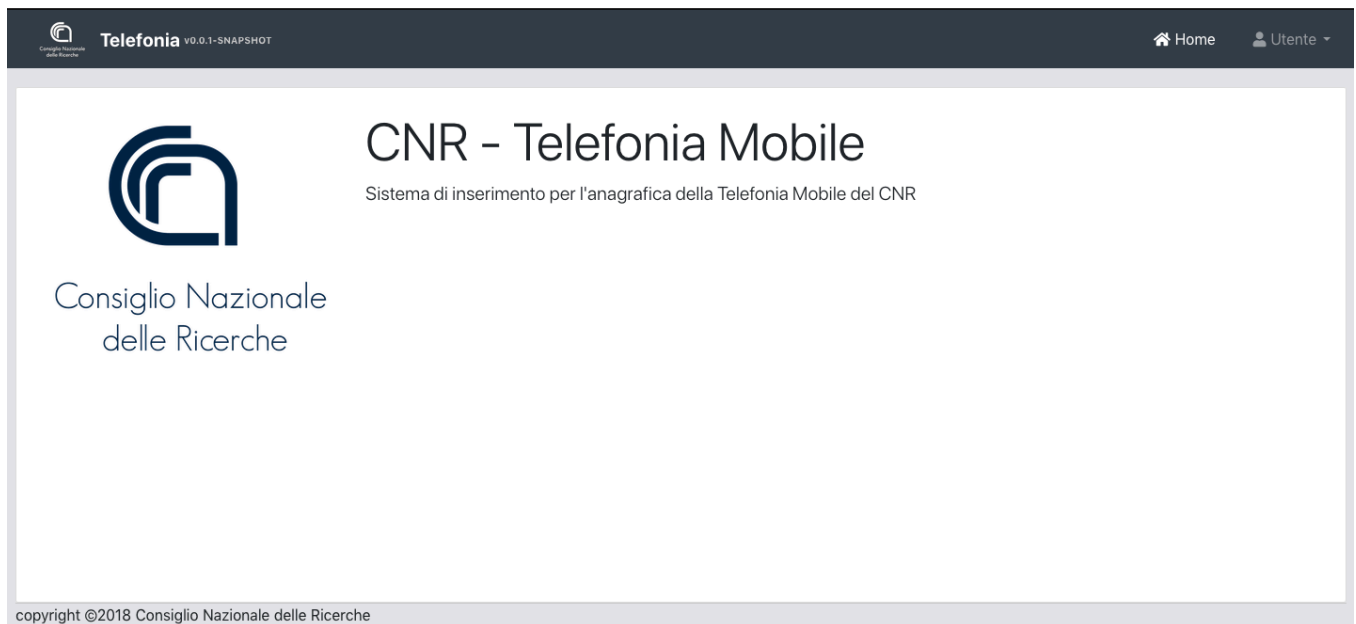 Consiglio Nazionale
delle Ricerche
Telefonia v0.0.1-SNAPSHOT
Home
Utente
CNR - Telefonia Mobile
Sistema di inserimento per l'anagrafica della Telefonia Mobile del CNR
Consiglio Nazionale
delle Ricerche
copyright ©2018 Consiglio Nazionale delle Ricerche